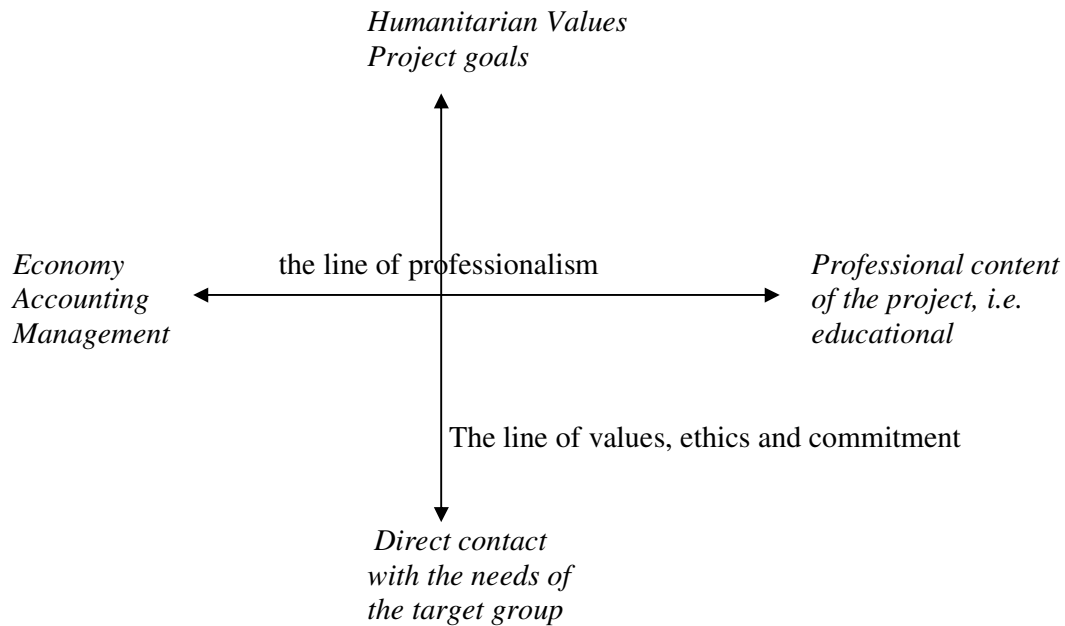 Humanitarian Values
Project goals
Economy
Accounting
Management
the line of professionalism
Professional content
of the project, i.e.
educational
The line of values, ethics and commitment
Direct contact
with the needs of
the target group